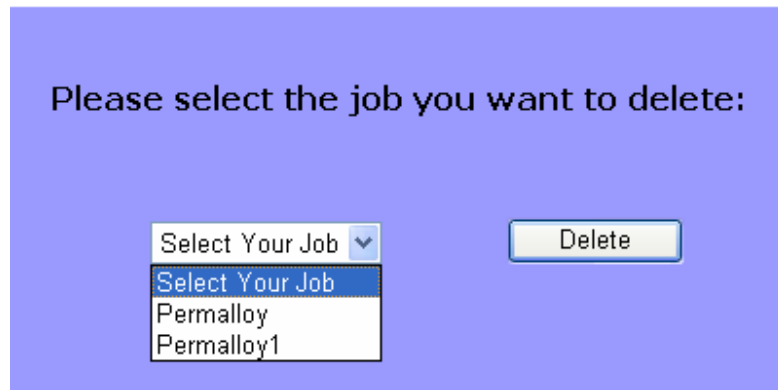 Please select the job you want to delete:
Select Your Job
Delete
Select Your Job
Permalloy
Permalloy1